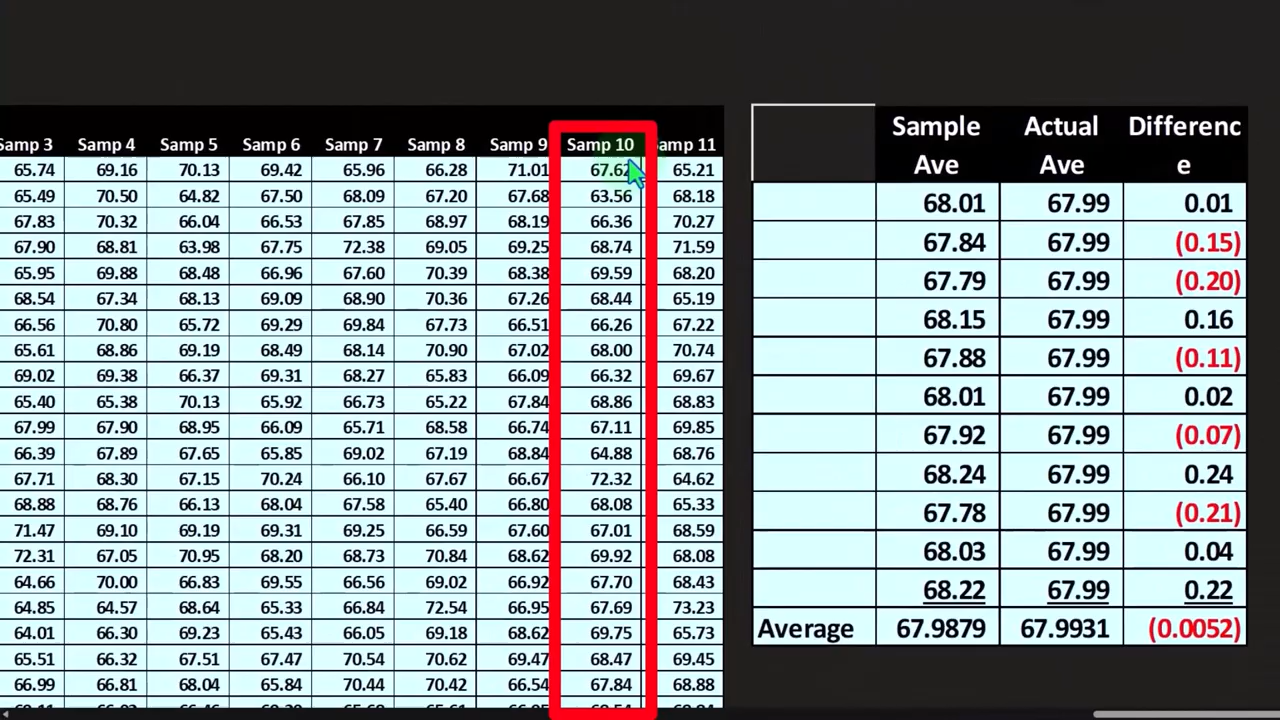 Samp 3 Samp 4 Samp 5 Samp 6 Samp 7 Samp 8 Samp 9 Samp 10 Samp 11
65.74 69.16 70.13 69.42 65.96 66.28 71.01 67.62 65.21
65.49 70.50 64.82 67.50 68.09 67.20 67.68 63.56 68.18
67.83 70.32 66.04 66.53 67.85 68.97 68.19 66.36 70.27
67.90 68.81 63.98 67.75 72.38 69.05 69.25 68.74 71.59
65.95 69.88 68.48 66.96 67.60 70.39 68.38 69.59 68.20
68.54 67.34 68.13 69.09 68.90 70.36 67.26 68.44 65.19
66.56 70.80 65.72 69.29 69.84 67.73 66.51 66.26 67.22
65.61 68.86 69.19 68.49 68.14 70.90 67.02 68.00 70.74
69.02 69.38 66.37 69.31 68.27 65.83 66.09 66.32 69.67
65.40 65.38 70.13 65.92 66.73 65.22 67.84 68.86 68.83
67.99 67.90 68.95 66.09 65.71 68.58 66.74 67.11 69.85
66.39 67.89 67.65 65.85 69.02 67.19 68.84 64.88 68.76
67.71 68.30 67.15 70.24 66.10 67.67 66.67 72.32 64.62
68.88 68.76 66.13 68.04 67.58 65.40 66.80 68.08 65.33
71.47 69.10 69.19 69.31 69.25 66.59 67.60 67.01 68.59
72.31 67.05 70.95 68.20 68.73 70.84 68.62 69.92 68.08
64.66 70.00 66.83 69.55 66.56 69.02 66.92 67.70 68.43
64.85 64.57 68.64 65.33 66.84 72.54 66.95 67.69 73.23
64.01 66.30 69.23 65.43 66.05 69.18 68.62 69.75 65.73
65.51 66.32 67.51 67.47 70.54 70.62 69.47 68.47 69.45
66.99 66.81 68.04 65.84 70.44 70.42 66.54 67.84 68.88
Sample Ave Actual Ave Differenc e
68.01 67.99 0.01
67.84 67.99 (0.15)
67.79 67.99 (0.20)
68.15 67.99 0.16
67.88 67.99 (0.11)
68.01 67.99 0.02
67.92 67.99 (0.07)
68.24 67.99 0.24
67.78 67.99 (0.21)
68.03 67.99 0.04
68.22 67.99 0.22
Average 67.9879 67.9931 (0.0052)